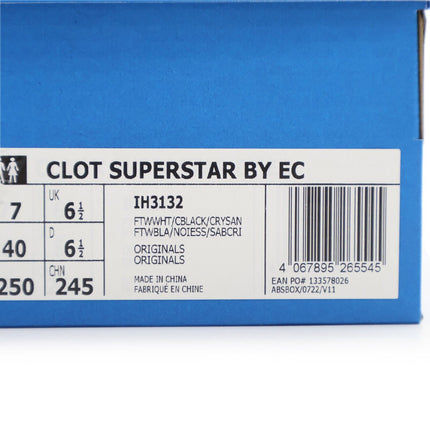 CLOT SUPERSTAR BY EC
7 UK 6½
40 D 6½
250 CHN 245
IH3132
FTWWHT/CBLACK/CRYSAN
FTWBLA/NOIESS/SABCRI
ORIGINALS
ORIGINALS
MADE IN CHINA
FABRIQUÉ EN CHINE
4 067895 265545
EAN PO# 133578026
ABSBOX/0722/V11